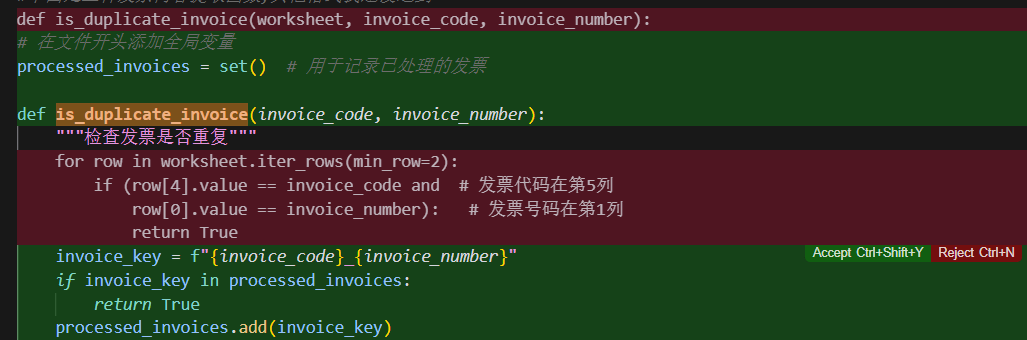 def is_duplicate_invoice(worksheet, invoice_code, invoice_number):
# 在文件开头添加全局变量
processed_invoices = set()  # 用于记录已处理的发票
def is_duplicate_invoice(invoice_code, invoice_number):
"""检查发票是否重复"""
for row in worksheet.iter_rows(min_row=2):
if (row[4].value == invoice_code and  # 发票代码在第5列
row[0].value == invoice_number):   # 发票号码在第1列
return True
invoice_key = f"{invoice_code}_{invoice_number}"
Accept Ctrl+Shift+Y Reject Ctrl+N
if invoice_key in processed_invoices:
return True
processed_invoices.add(invoice_key)